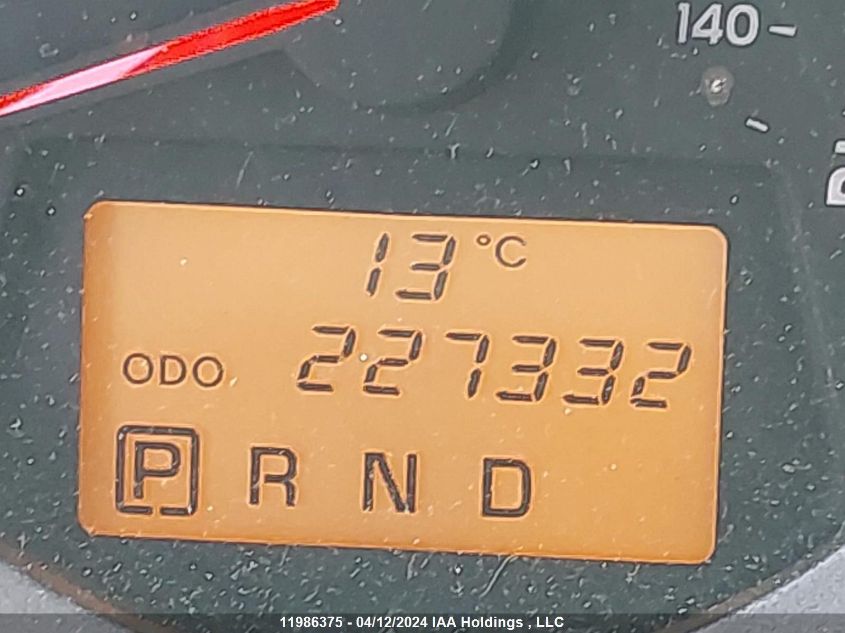 140
13 °C
ODO 227332
P R N D
11986375 - 04/12/2024 IAA Holdings , LLC